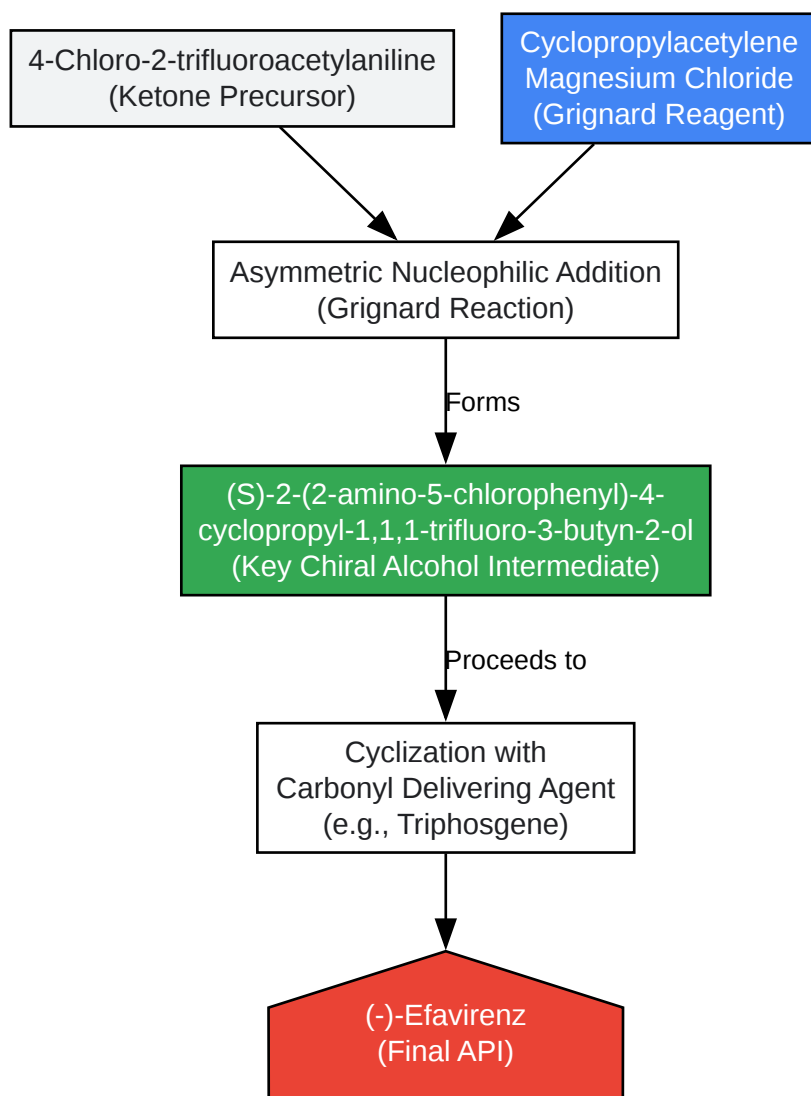 4-Chloro-2-trifluoroacetylaniline
(Ketone Precursor)
Cyclopropylacetylene
Magnesium Chloride
(Grignard Reagent)
Asymmetric Nucleophilic Addition
(Grignard Reaction)
Forms
(S)-2-(2-amino-5-chlorophenyl)-4-
cyclopropyl-1,1,1-trifluoro-3-butyn-2-ol
(Key Chiral Alcohol Intermediate)
Proceeds to
Cyclization with
Carbonyl Delivering Agent
(e.g., Triphosgene)
(-)-Efavirenz
(Final API)